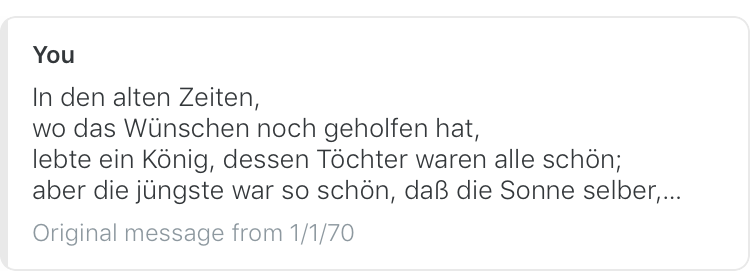 You
In den alten Zeiten,
wo das Wünschen noch geholfen hat,
lebte ein König, dessen Töchter waren alle schön;
aber die jüngste war so schön, daß die Sonne selber,...
Original message from 1/1/70